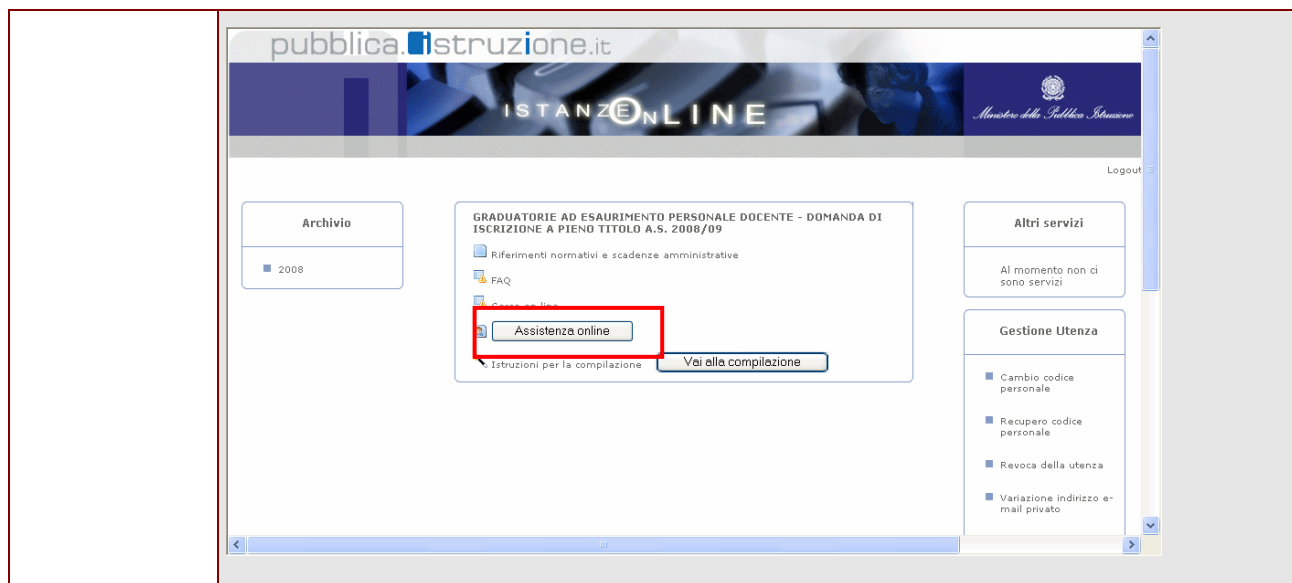 pubblica.istruzione.it
ISTANZE ONLINE
Ministero della Pubblica Istruzione
Logout
Archivio
2008
GRADUATORIE AD ESAURIMENTO PERSONALE DOCENTE - DOMANDA DI
ISCRIZIONE A PIENO TITOLO A.S. 2008/09
Riferimenti normativi e scadenze amministrative
FAQ
Corso on line
Assistenza online
Istruzioni per la compilazione
Vai alla compilazione
Altri servizi
Al momento non ci
sono servizi
Gestione Utenza
Cambio codice
personale
Recupero codice
personale
Revoca della utenza
Variazione indirizzo e-
mail privato